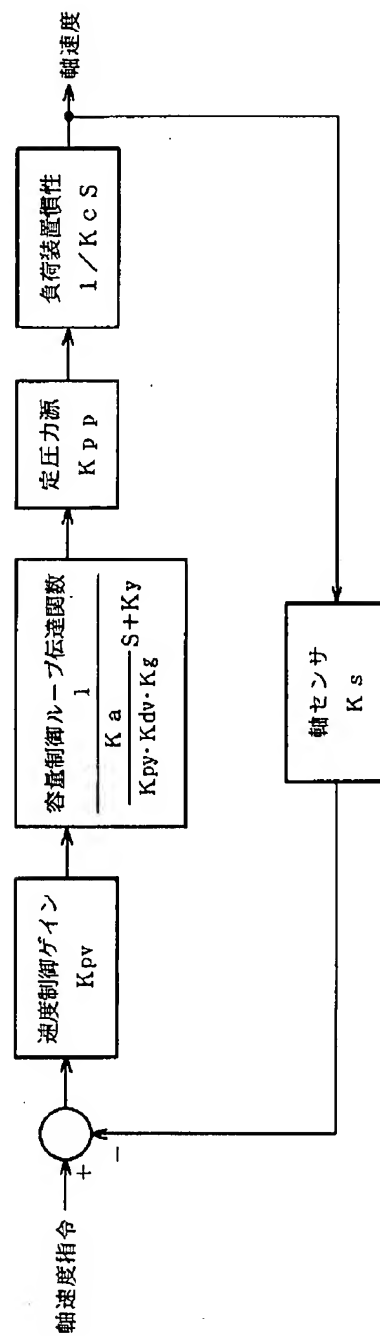 軸速度指令
+
−
速度制御ゲイン
Kpv
容量制御ループ伝達関数
1
Ka
Kpy·Kdv·Kg
S+Ky
定圧力源
Kpp
負荷装置慣性
1/KcS
軸速度
軸センサ
Ks